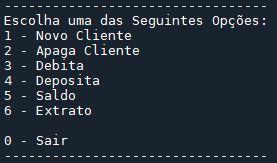 ---------------------------------
Escolha uma das Seguintes Opções:
1 - Novo Cliente
2 - Apaga Cliente
3 - Debita
4 - Deposita
5 - Saldo
6 - Extrato
0 - Sair
---------------------------------